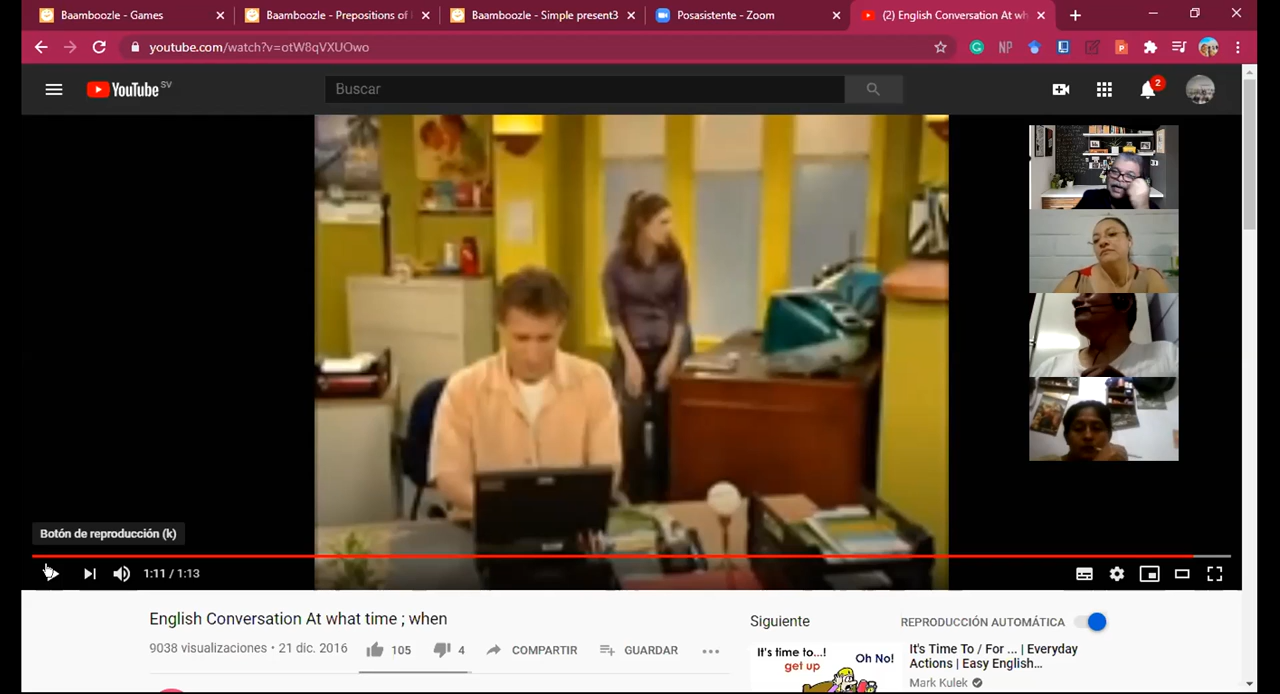 Baamboozle - Games
Baamboozle - Prepositions of
Baamboozle - Simple present3
Posasistente - Zoom
(2) English Conversation At wh
youtube.com/watch?v=otW8qVXUOwo
NP
YouTube SV
Buscar
2
Botón de reproducción (k)
1:11 / 1:13
English Conversation At what time ; when
9038 visualizaciones • 21 dic. 2016
105
4
COMPARTIR
GUARDAR
Siguiente
REPRODUCCIÓN AUTOMÁTICA
It's time to...!
get up
Oh No!
It's Time To / For ... | Everyday
Actions | Easy English...
Mark Kulek